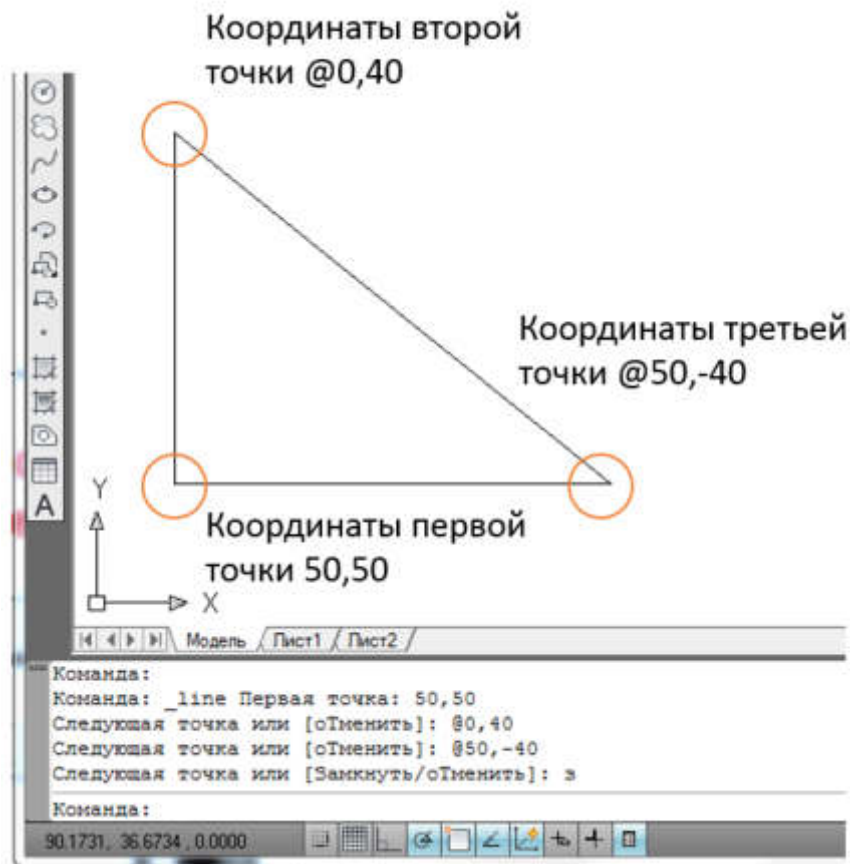 Координаты второй
точки @0,40
Координаты третьей
точки @50,-40
A
Y
Координаты первой
точки 50,50
X
Модель / Лист1 / Лист2 /
Команда:
Команда: _line Первая точка: 50,50
Следующая точка или [оТменить]: @0,40
Следующая точка или [оТменить]: @50,-40
Следующая точка или [Замкнуть/оТменить]: з
Команда:
90.1731, 36.6734 , 0.0000